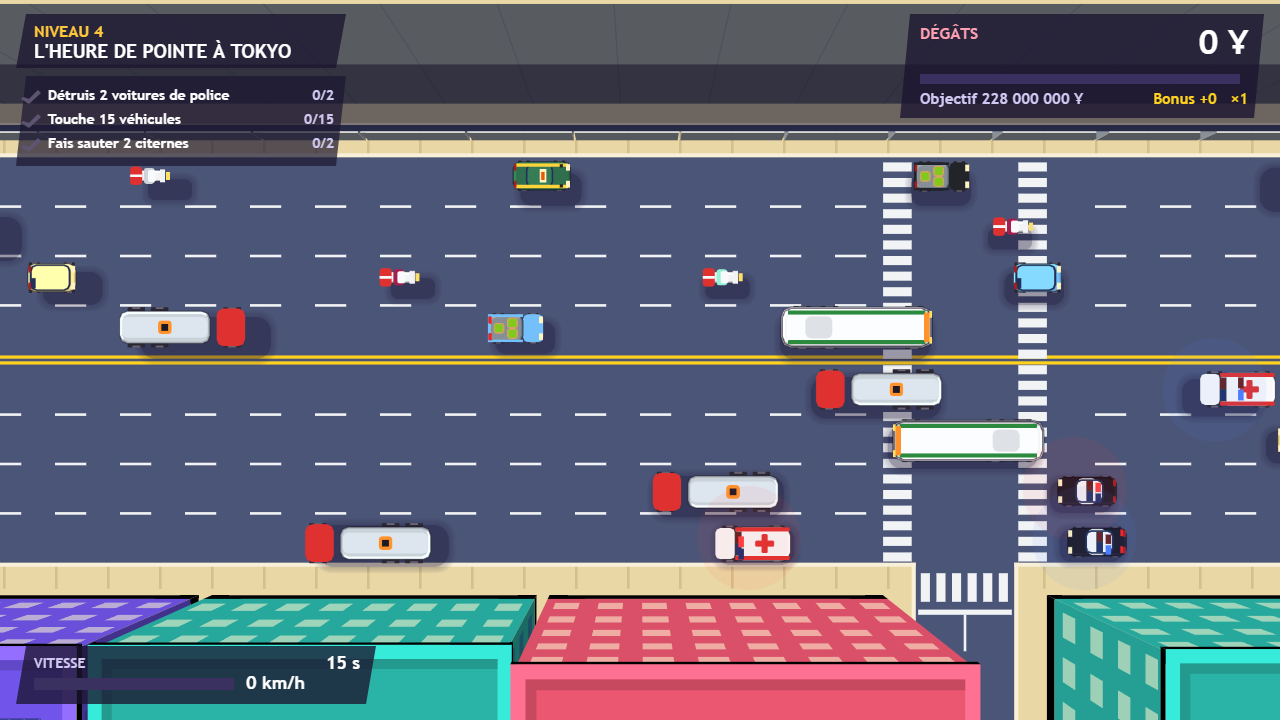 NIVEAU 4
L'HEURE DE POINTE À TOKYO
Détruis 2 voitures de police 0/2
Touche 15 véhicules 0/15
Fais sauter 2 citernes 0/2
DÉGÂTS
0 ¥
Objectif 228 000 000 ¥ Bonus +0 ×1
VITESSE 15 s
0 km/h